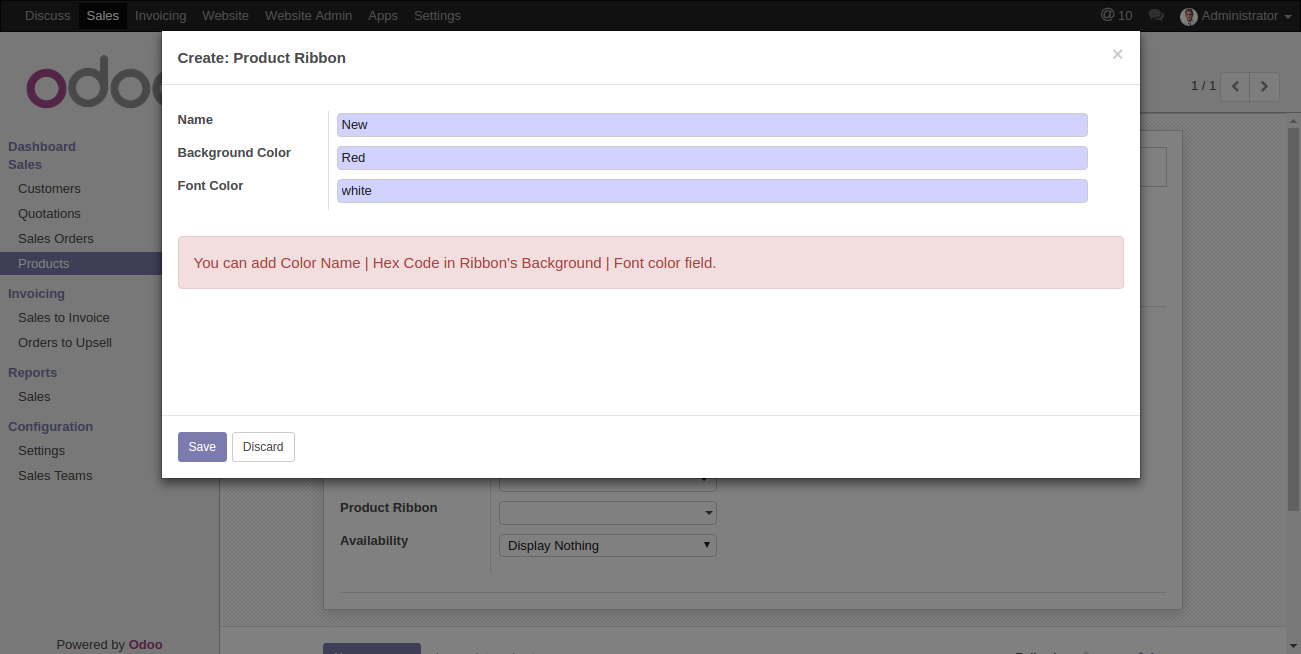 Discuss Sales Invoicing Website Website Admin Apps Settings @ 10 Administrator
Create: Product Ribbon ×
odoo
1 / 1
Name New
Background Color Red
Font Color white
You can add Color Name | Hex Code in Ribbon's Background | Font color field.
Save Discard
Dashboard
Sales
Customers
Quotations
Sales Orders
Products
Invoicing
Sales to Invoice
Orders to Upsell
Reports
Sales
Configuration
Settings
Sales Teams
Product Ribbon
Availability Display Nothing
Powered by Odoo